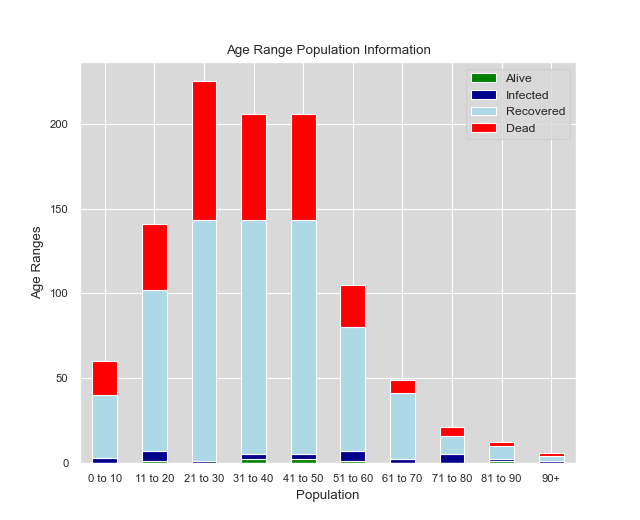 Age Range Population Information
Alive
Infected
Recovered
Dead
Age Ranges
200
150
100
50
0
0 to 10 11 to 20 21 to 30 31 to 40 41 to 50 51 to 60 61 to 70 71 to 80 81 to 90 90+
Population